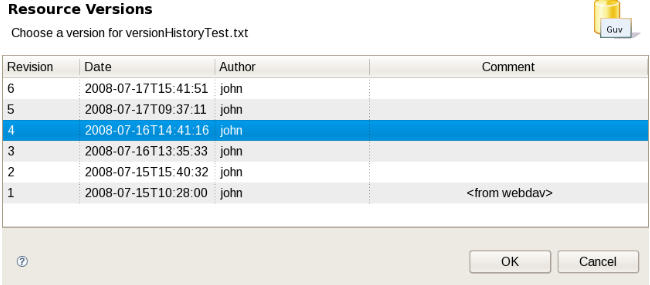 Resource Versions
Choose a version for versionHistoryTest.txt
Guv
Revision Date Author Comment
6 2008-07-17T15:41:51 john
5 2008-07-17T09:37:11 john
4 2008-07-16T14:41:16 john
3 2008-07-16T13:35:33 john
2 2008-07-15T15:40:32 john
1 2008-07-15T10:28:00 john <from webdav>
? OK Cancel